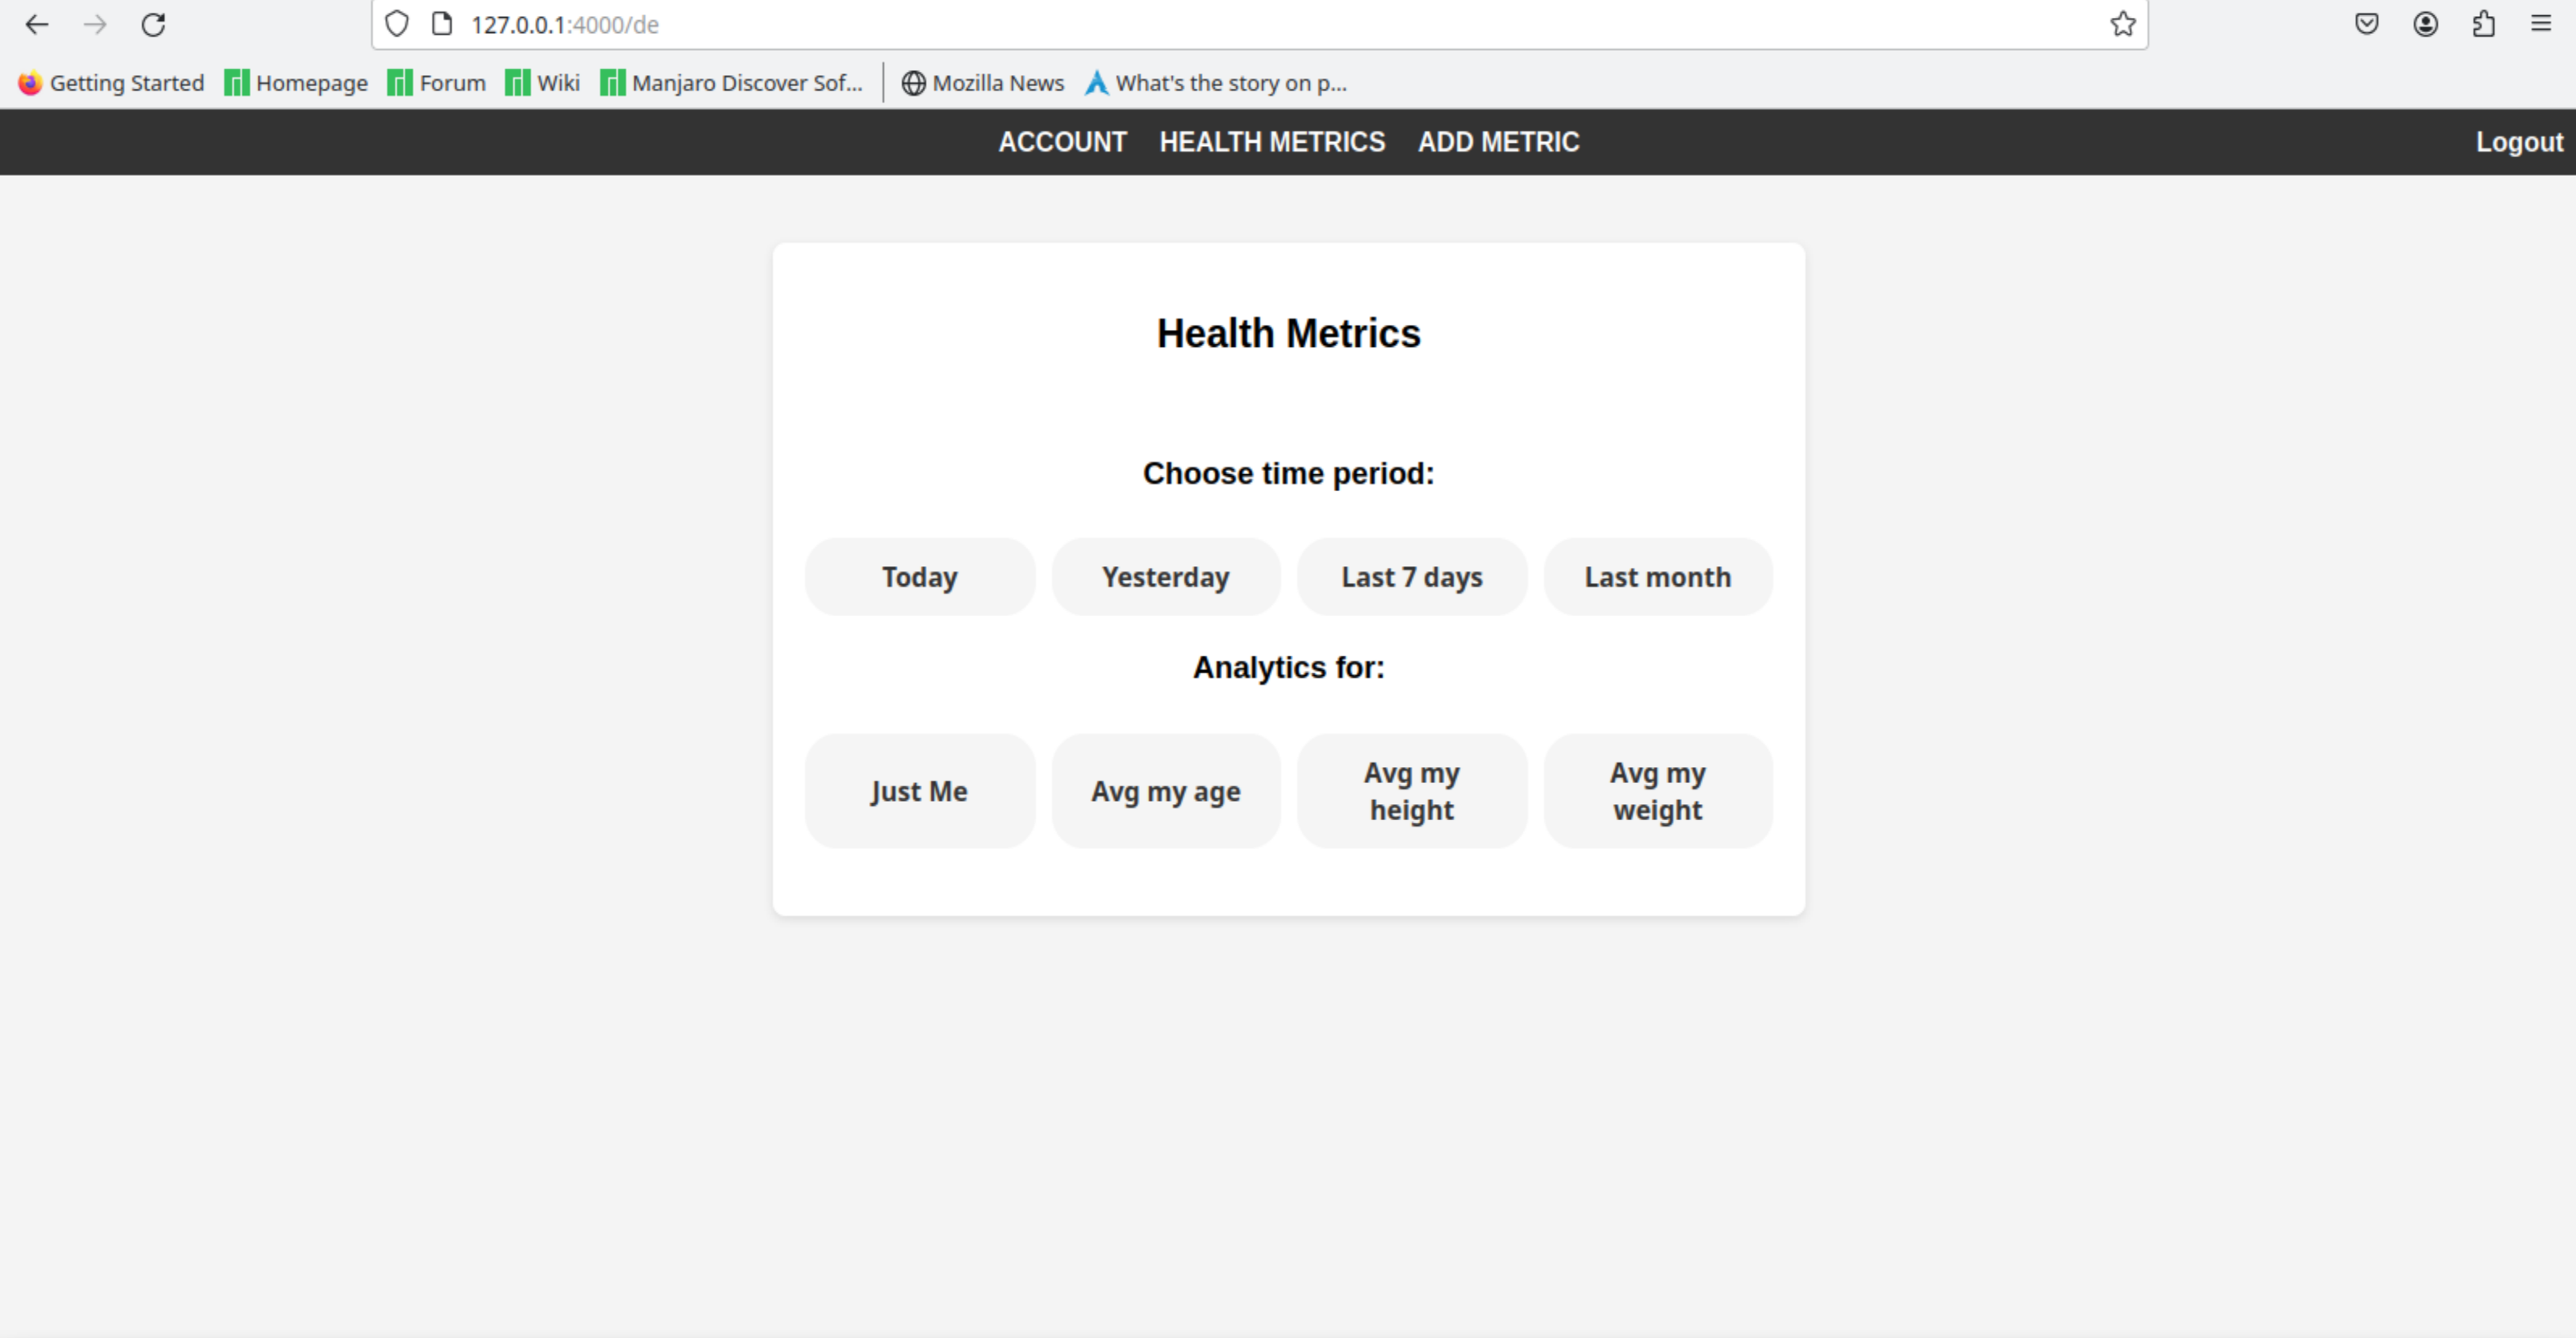 127.0.0.1:4000/de
Getting Started Homepage Forum Wiki Manjaro Discover Sof... Mozilla News What's the story on p...
ACCOUNT HEALTH METRICS ADD METRIC Logout
Health Metrics
Choose time period:
Today Yesterday Last 7 days Last month
Analytics for:
Just Me Avg my age Avg my height Avg my weight